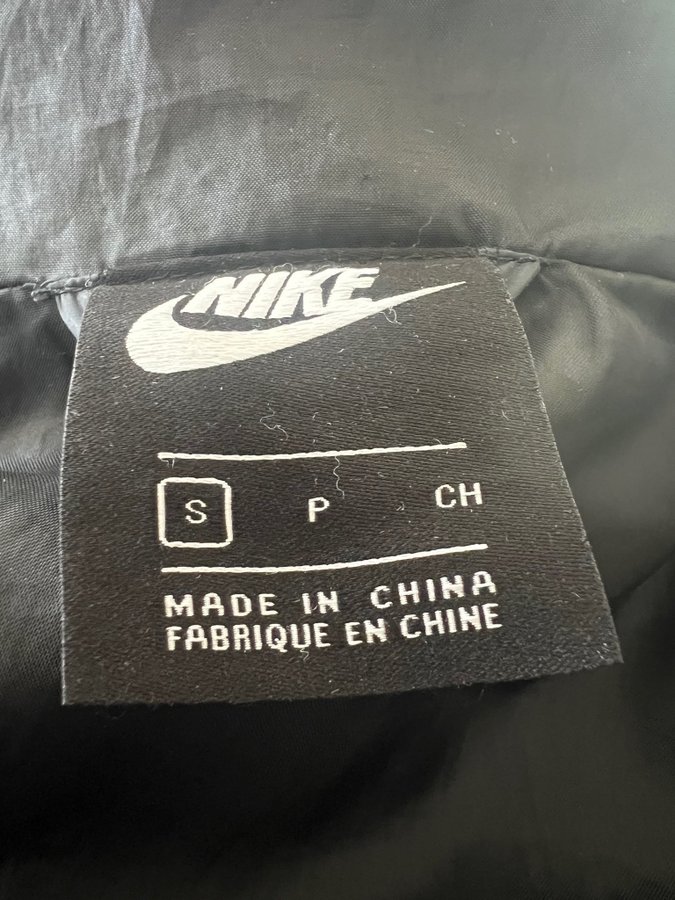 NIKE
S P CH
MADE IN CHINA
FABRIQUE EN CHINE